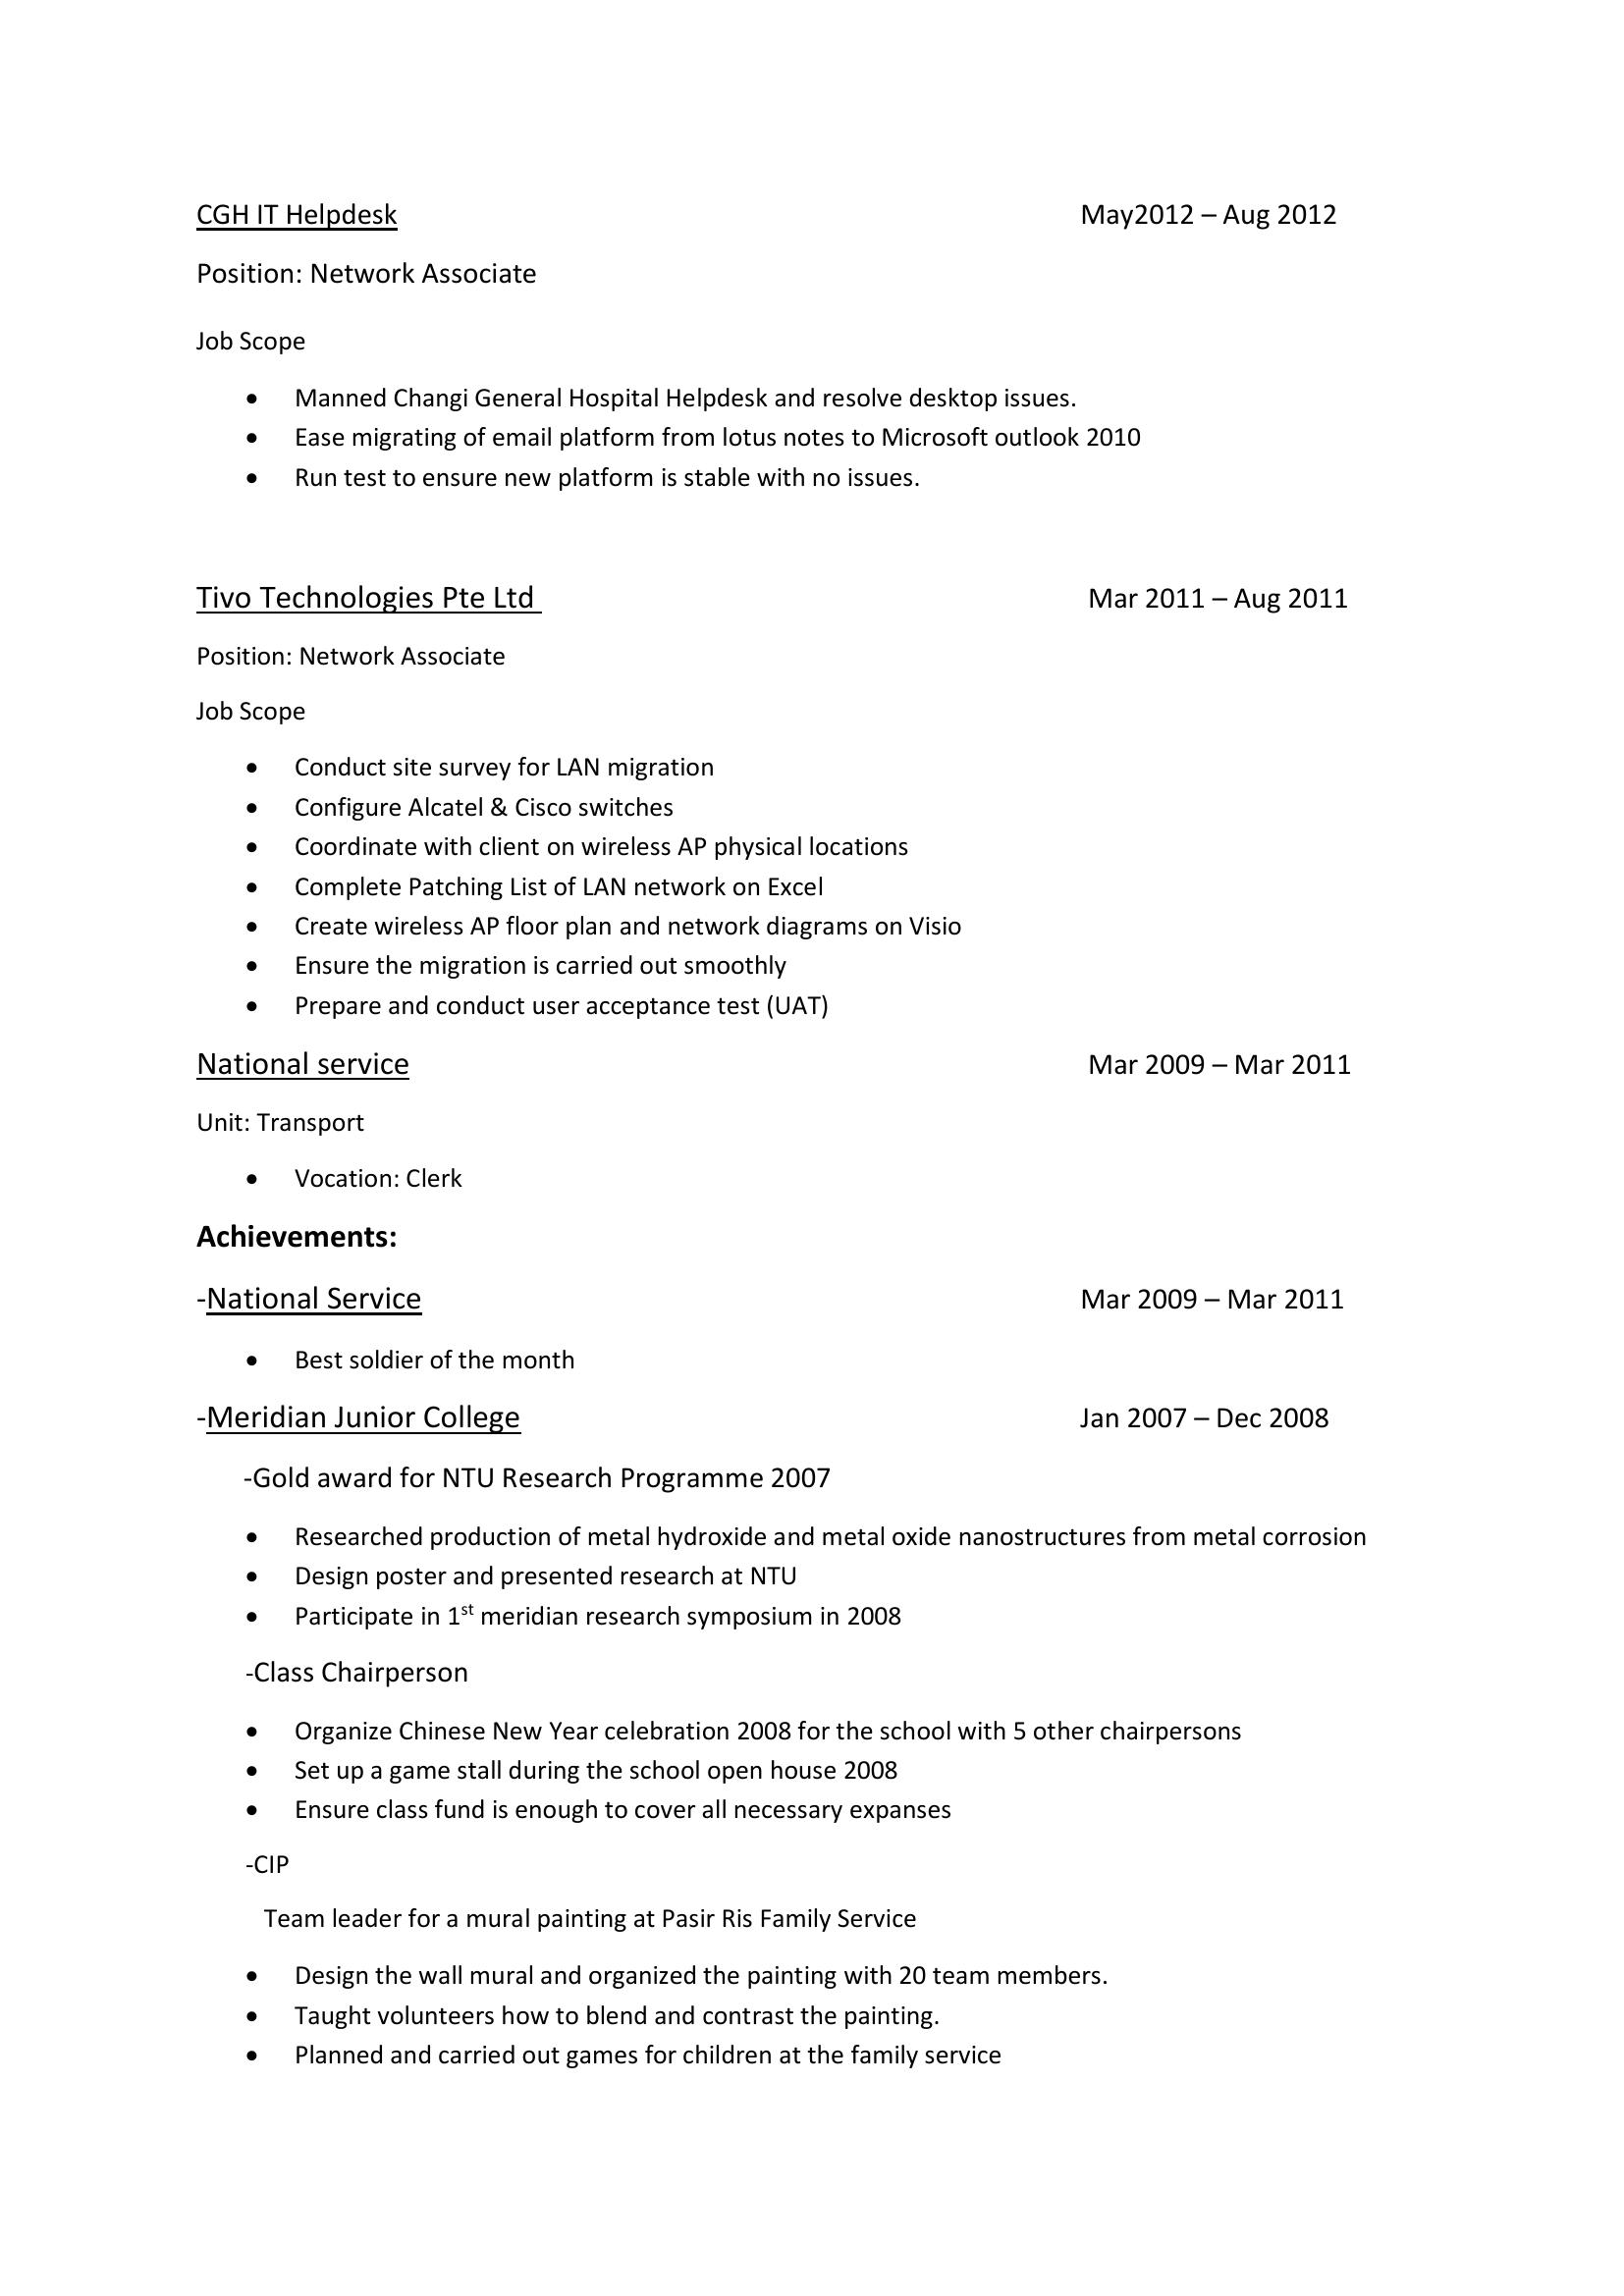 CGH IT Helpdesk May2012 – Aug 2012
Position: Network Associate
Job Scope
• Manned Changi General Hospital Helpdesk and resolve desktop issues.
• Ease migrating of email platform from lotus notes to Microsoft outlook 2010
• Run test to ensure new platform is stable with no issues.
Tivo Technologies Pte Ltd Mar 2011 – Aug 2011
Position: Network Associate
Job Scope
• Conduct site survey for LAN migration
• Configure Alcatel & Cisco switches
• Coordinate with client on wireless AP physical locations
• Complete Patching List of LAN network on Excel
• Create wireless AP floor plan and network diagrams on Visio
• Ensure the migration is carried out smoothly
• Prepare and conduct user acceptance test (UAT)
National service Mar 2009 – Mar 2011
Unit: Transport
• Vocation: Clerk
Achievements:
-National Service Mar 2009 – Mar 2011
• Best soldier of the month
-Meridian Junior College Jan 2007 – Dec 2008
-Gold award for NTU Research Programme 2007
• Researched production of metal hydroxide and metal oxide nanostructures from metal corrosion
• Design poster and presented research at NTU
• Participate in 1st meridian research symposium in 2008
-Class Chairperson
• Organize Chinese New Year celebration 2008 for the school with 5 other chairpersons
• Set up a game stall during the school open house 2008
• Ensure class fund is enough to cover all necessary expanses
-CIP
Team leader for a mural painting at Pasir Ris Family Service
• Design the wall mural and organized the painting with 20 team members.
• Taught volunteers how to blend and contrast the painting.
• Planned and carried out games for children at the family service